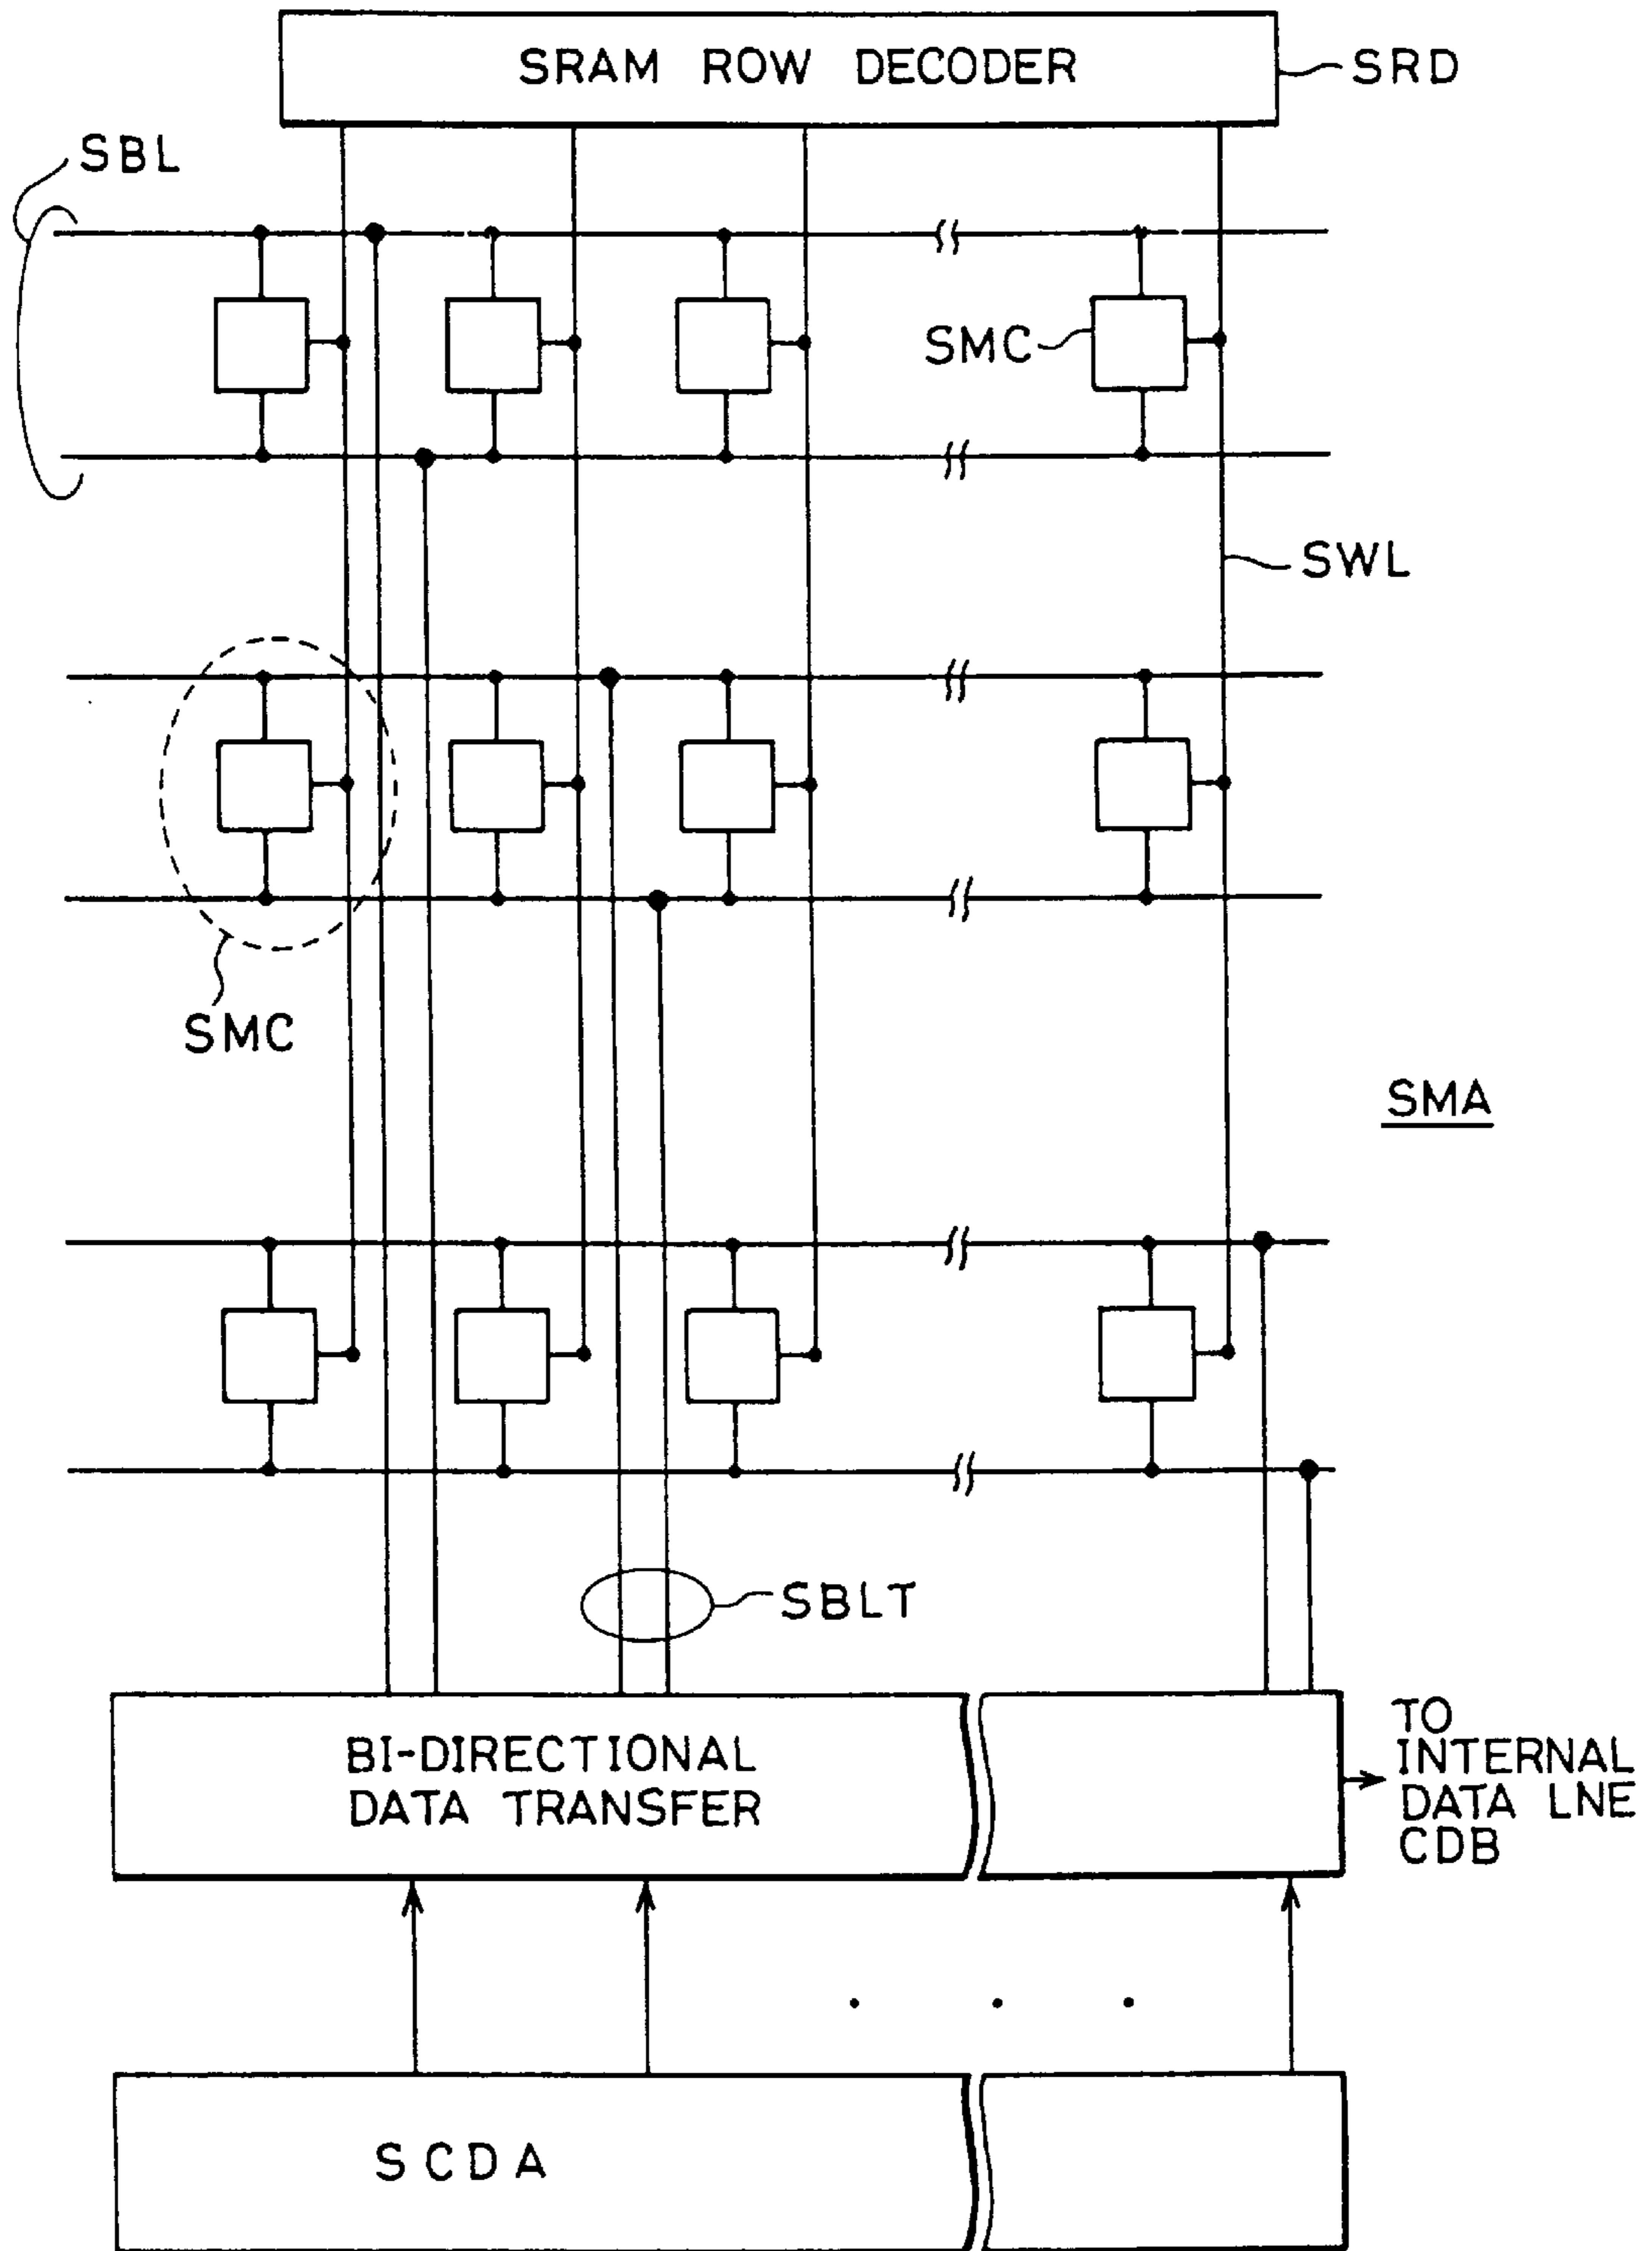 SRAM ROW DECODER
SRD
SBL
SMC
SWL
SMC
SMA
SBLT
BI-DIRECTIONAL
DATA TRANSFER
TO
INTERNAL
DATA LNE
CDB
SCDA